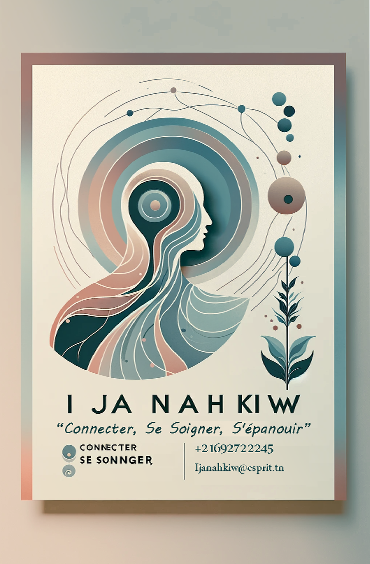 I JA NAHKIW
"Connecter, Se Soigner, S'épanouir"
CONNECTER
SE SONNGER
+21692722245
Ijanahkiw@esprit.tn